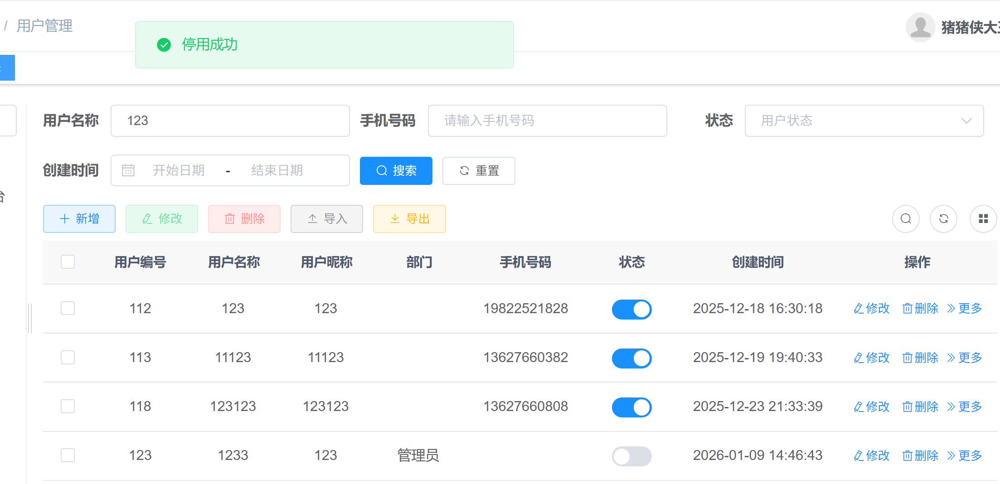 / 用户管理
停用成功
猪猪侠大
用户名称 123 手机号码 请输入手机号码 状态 用户状态
创建时间 开始日期 - 结束日期 搜索 重置
新增 修改 删除 导入 导出
用户编号 用户名称 用户昵称 部门 手机号码 状态 创建时间 操作
112 123 123 19822521828 2025-12-18 16:30:18 修改 删除 更多
113 11123 11123 13627660382 2025-12-19 19:40:33 修改 删除 更多
118 123123 123123 13627660808 2025-12-23 21:33:39 修改 删除 更多
123 1233 123 管理员 2026-01-09 14:46:43 修改 删除 更多